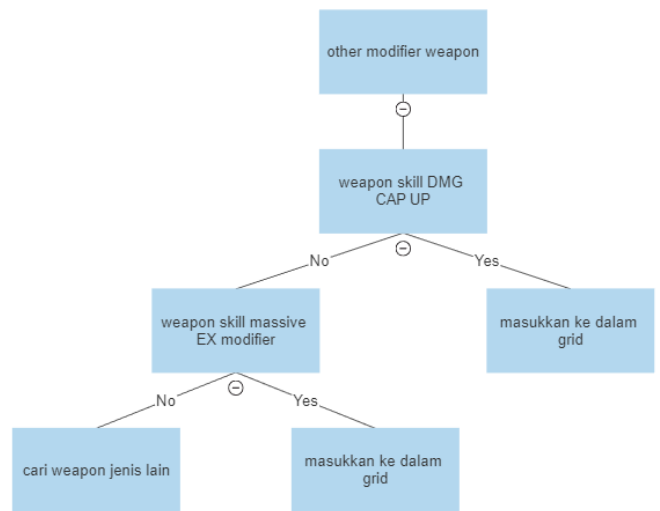 other modifier weapon
weapon skill DMG
CAP UP
No
Yes
weapon skill massive
EX modifier
masukkan ke dalam
grid
No
Yes
cari weapon jenis lain
masukkan ke dalam
grid